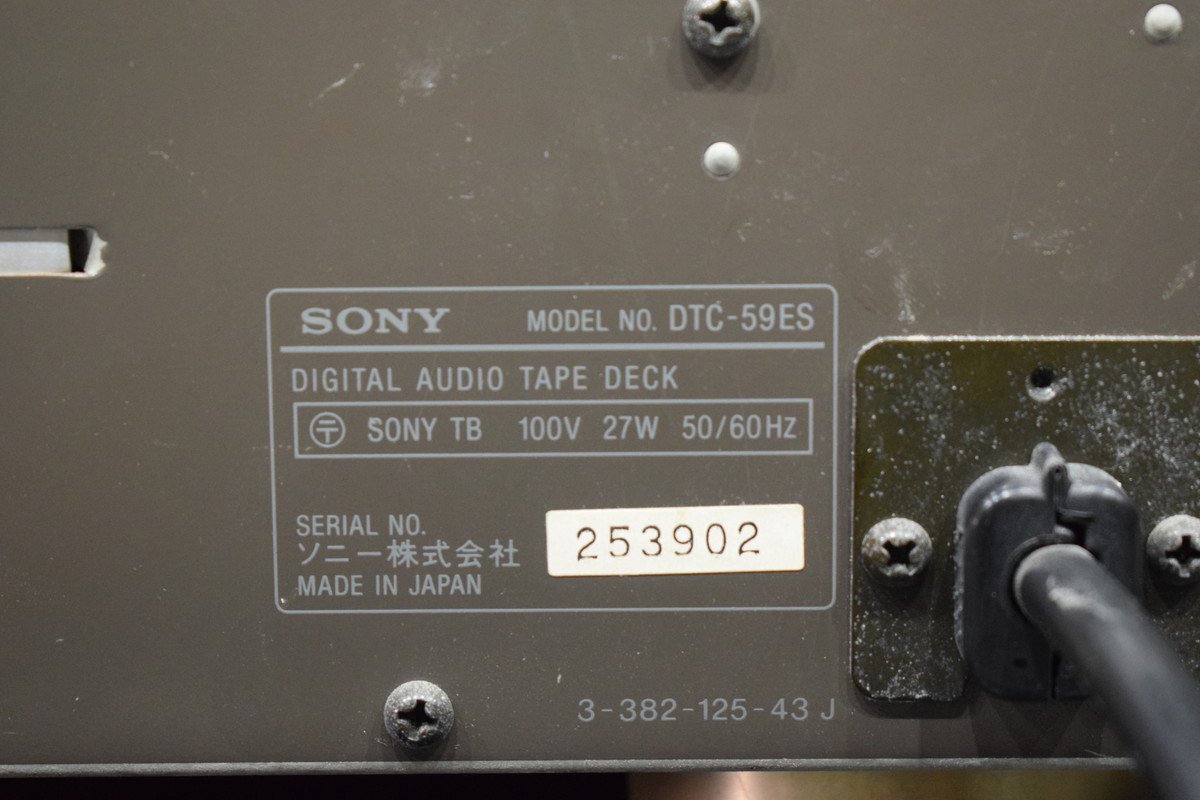 SONY MODEL NO. DTC-59ES
DIGITAL AUDIO TAPE DECK
〒 SONY TB 100V 27W 50/60Hz
SERIAL NO.
ソニー株式会社 253902
MADE IN JAPAN
3-382-125-43 J